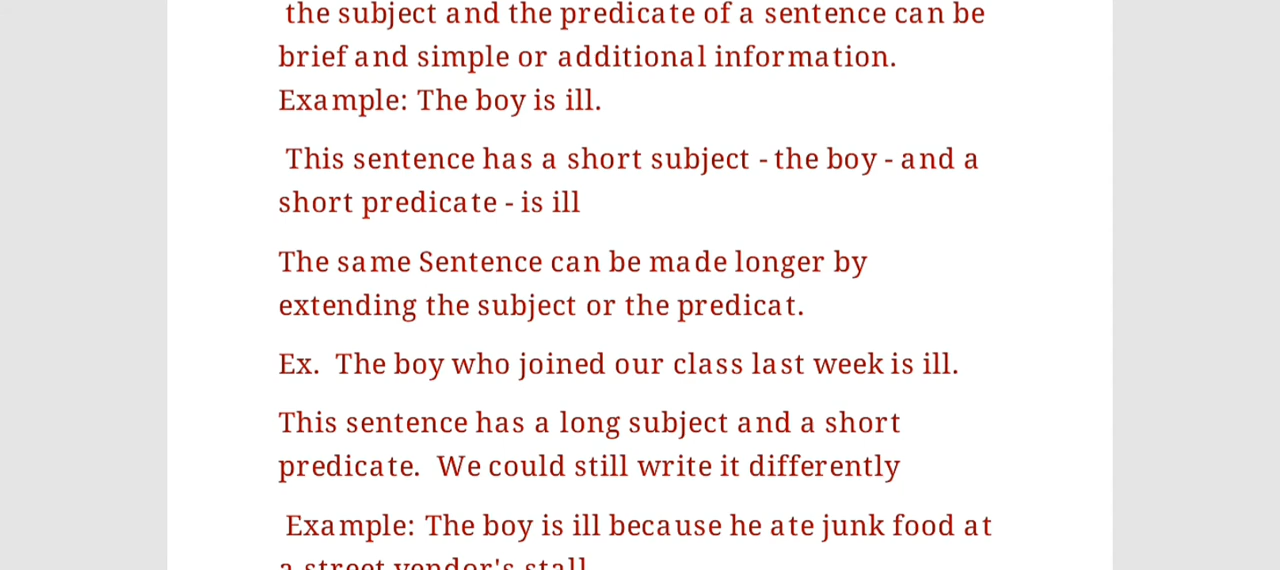 the subject and the predicate of a sentence can be
brief and simple or additional information.
Example: The boy is ill.
This sentence has a short subject - the boy - and a
short predicate - is ill
The same Sentence can be made longer by
extending the subject or the predicat.
Ex. The boy who joined our class last week is ill.
This sentence has a long subject and a short
predicate. We could still write it differently
Example: The boy is ill because he ate junk food at
a street vendor's stall